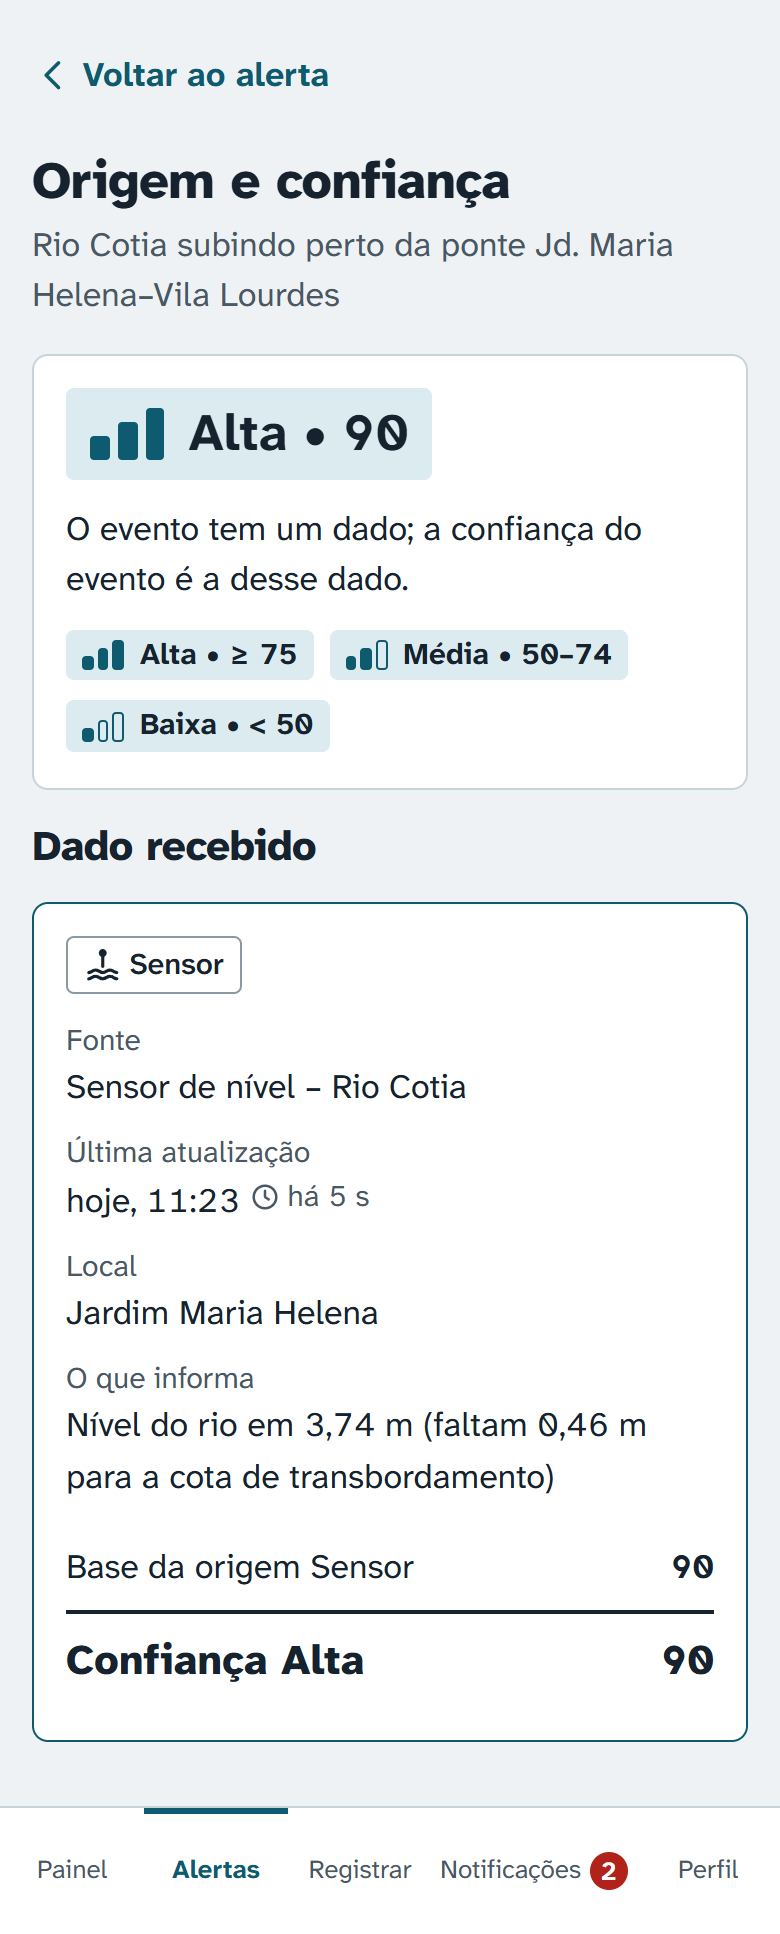 Voltar ao alerta
Origem e confiança
Rio Cotia subindo perto da ponte Jd. Maria
Helena–Vila Lourdes
Alta • 90
O evento tem um dado; a confiança do
evento é a desse dado.
Alta • ≥ 75
Média • 50–74
Baixa • < 50
Dado recebido
Sensor
Fonte
Sensor de nível – Rio Cotia
Última atualização
hoje, 11:23 há 5 s
Local
Jardim Maria Helena
O que informa
Nível do rio em 3,74 m (faltam 0,46 m
para a cota de transbordamento)
Base da origem Sensor 90
Confiança Alta 90
Painel Alertas Registrar Notificações 2 Perfil